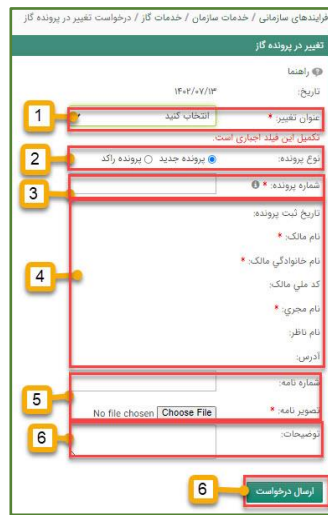 فرایندهای سازمانی / خدمات سازمان / خدمات گاز / درخواست تغییر در پرونده گاز
تغییر در پرونده گاز
راهنما
تاریخ: ۱۴۰۲/۰۷/۱۳
1 عنوان تغییر: * انتخاب کنید
تکمیل این فیلد اجباری است.
2 نوع پرونده: پرونده جدید پرونده راکد
3 شماره پرونده: *
تاریخ ثبت پرونده:
نام مالک: *
نام خانوادگي مالک: *
4 کد ملي مالک:
نام مجري: *
نام ناظر:
آدرس:
شماره نامه:
5 تصویر نامه: * Choose File No file chosen
6 توضیحات:
6 ارسال درخواست